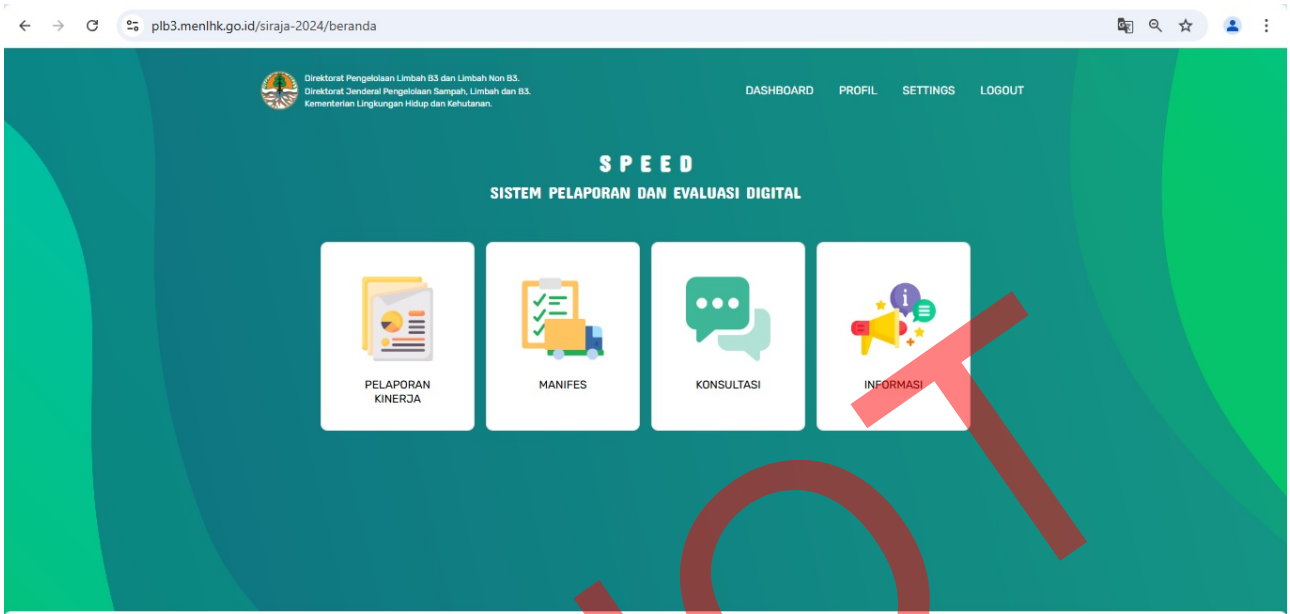 plb3.menlhk.go.id/siraja-2024/beranda
Direktorat Pengelolaan Limbah B3 dan Limbah Non B3.
Direktorat Jenderal Pengelolaan Sampah, Limbah dan B3.
Kementerian Lingkungan Hidup dan Kehutanan.
DASHBOARD PROFIL SETTINGS LOGOUT
SPEED
SISTEM PELAPORAN DAN EVALUASI DIGITAL
PELAPORAN
KINERJA
MANIFES
KONSULTASI
INFORMASI